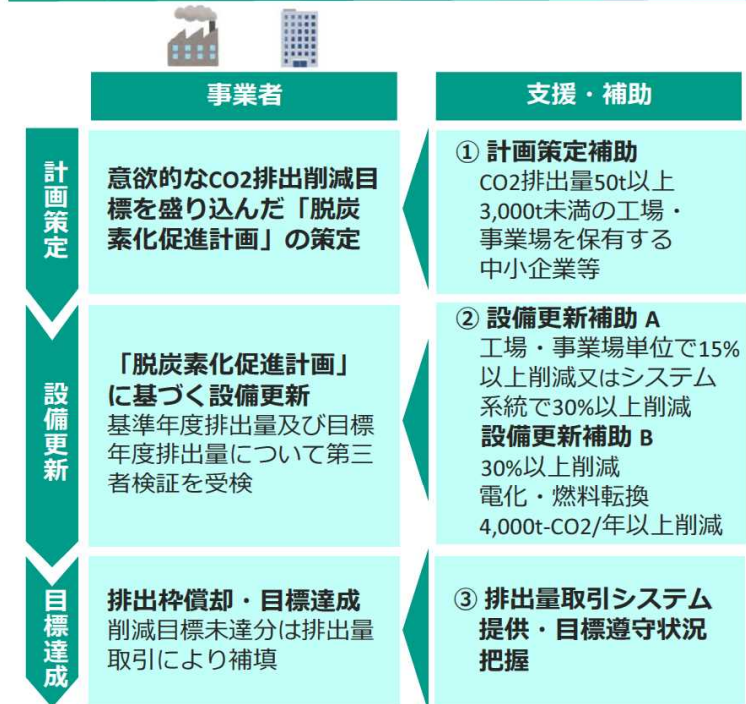 事業者
支援・補助
計画策定
意欲的なCO2排出削減目
標を盛り込んだ「脱炭
素化促進計画」の策定
① 計画策定補助
CO2排出量50t以上
3,000t未満の工場・
事業場を保有する
中小企業等
設備更新
「脱炭素化促進計画」
に基づく設備更新
基準年度排出量及び目標
年度排出量について第三
者検証を受検
② 設備更新補助 A
工場・事業場単位で15%
以上削減又はシステム
系統で30%以上削減
設備更新補助 B
30%以上削減
電化・燃料転換
4,000t-CO2/年以上削減
目標達成
排出枠償却・目標達成
削減目標未達分は排出量
取引により補填
③ 排出量取引システム
提供・目標遵守状況
把握